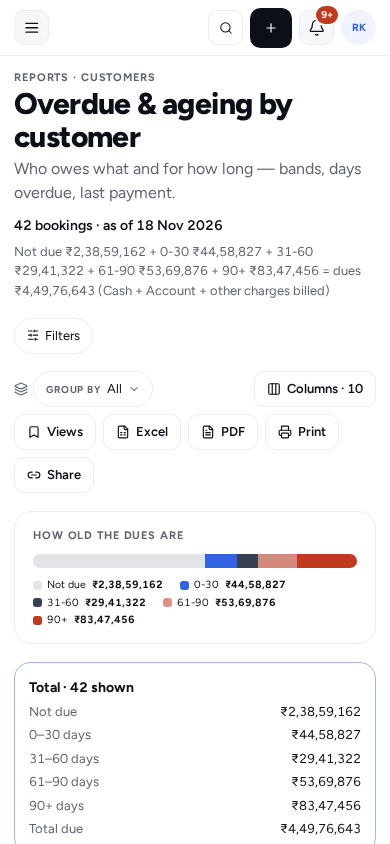 9+
RK
REPORTS · CUSTOMERS
Overdue & ageing by
customer
Who owes what and for how long — bands, days
overdue, last payment.
42 bookings · as of 18 Nov 2026
Not due ₹2,38,59,162 + 0-30 ₹44,58,827 + 31-60
₹29,41,322 + 61-90 ₹53,69,876 + 90+ ₹83,47,456 = dues
₹4,49,76,643 (Cash + Account + other charges billed)
Filters
GROUP BY All
Columns · 10
Views
Excel
PDF
Print
Share
HOW OLD THE DUES ARE
Not due ₹2,38,59,162 0-30 ₹44,58,827
31-60 ₹29,41,322 61-90 ₹53,69,876
90+ ₹83,47,456
Total · 42 shown
Not due ₹2,38,59,162
0–30 days ₹44,58,827
31–60 days ₹29,41,322
61–90 days ₹53,69,876
90+ days ₹83,47,456
Total due ₹4,49,76,643